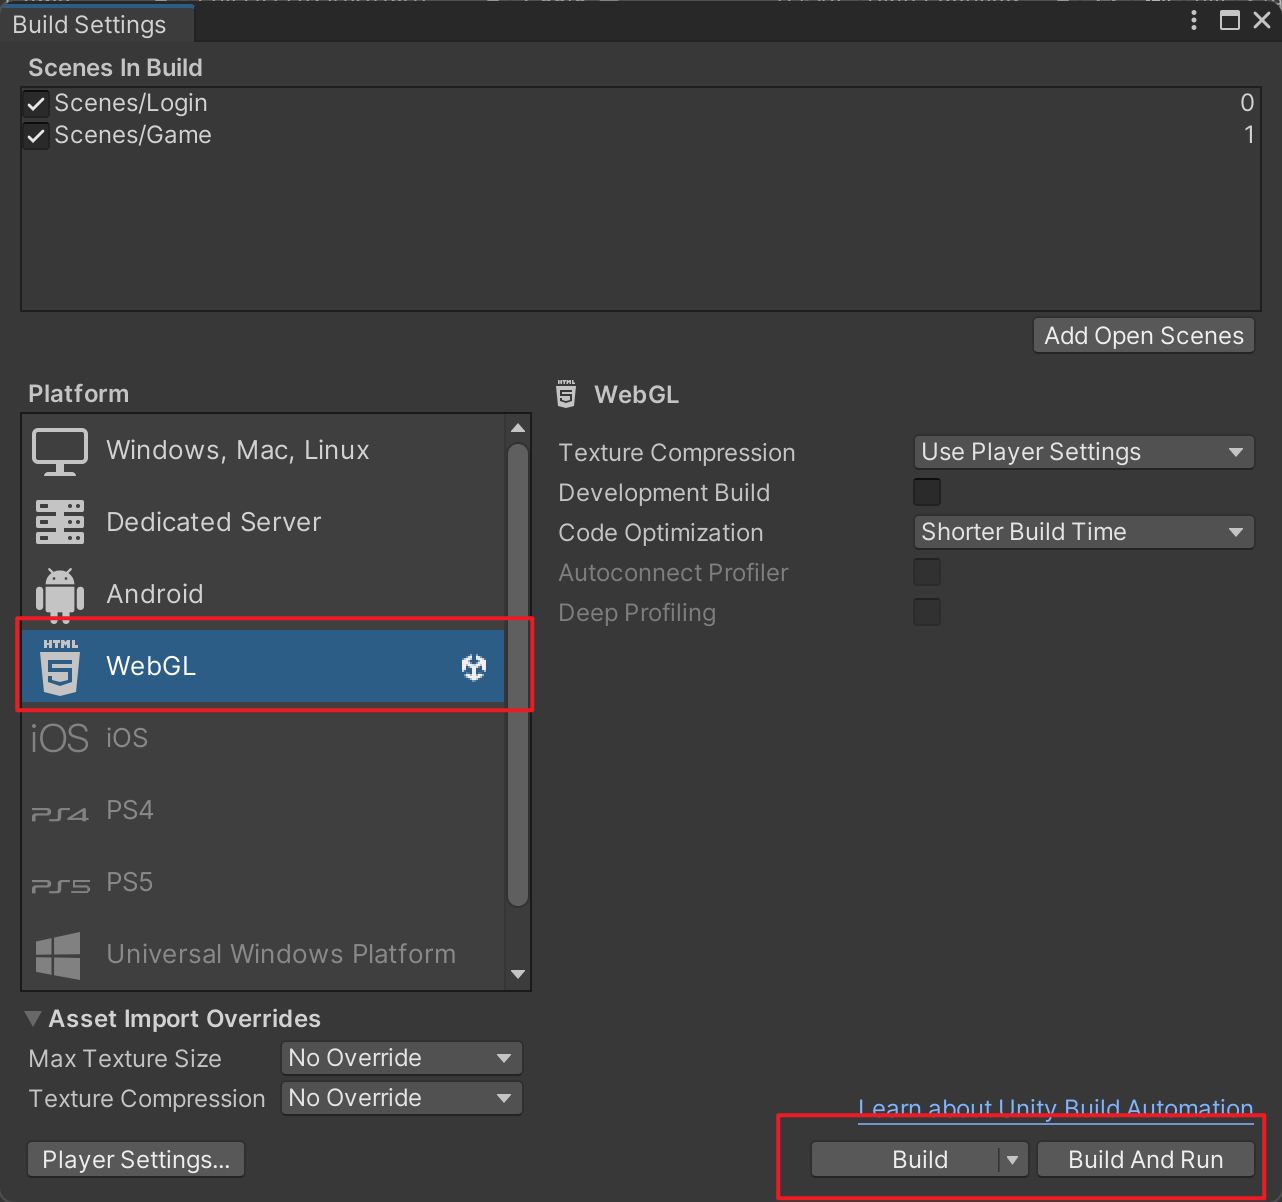 Build Settings
Scenes In Build
Scenes/Login 0
Scenes/Game 1
Add Open Scenes
Platform
Windows, Mac, Linux
Dedicated Server
Android
HTML 5 WebGL
iOS iOS
PS4 PS4
PS5 PS5
Universal Windows Platform
HTML 5 WebGL
Texture Compression Use Player Settings
Development Build
Code Optimization Shorter Build Time
Autoconnect Profiler
Deep Profiling
Asset Import Overrides
Max Texture Size No Override
Texture Compression No Override
Learn about Unity Build Automation
Player Settings... Build Build And Run